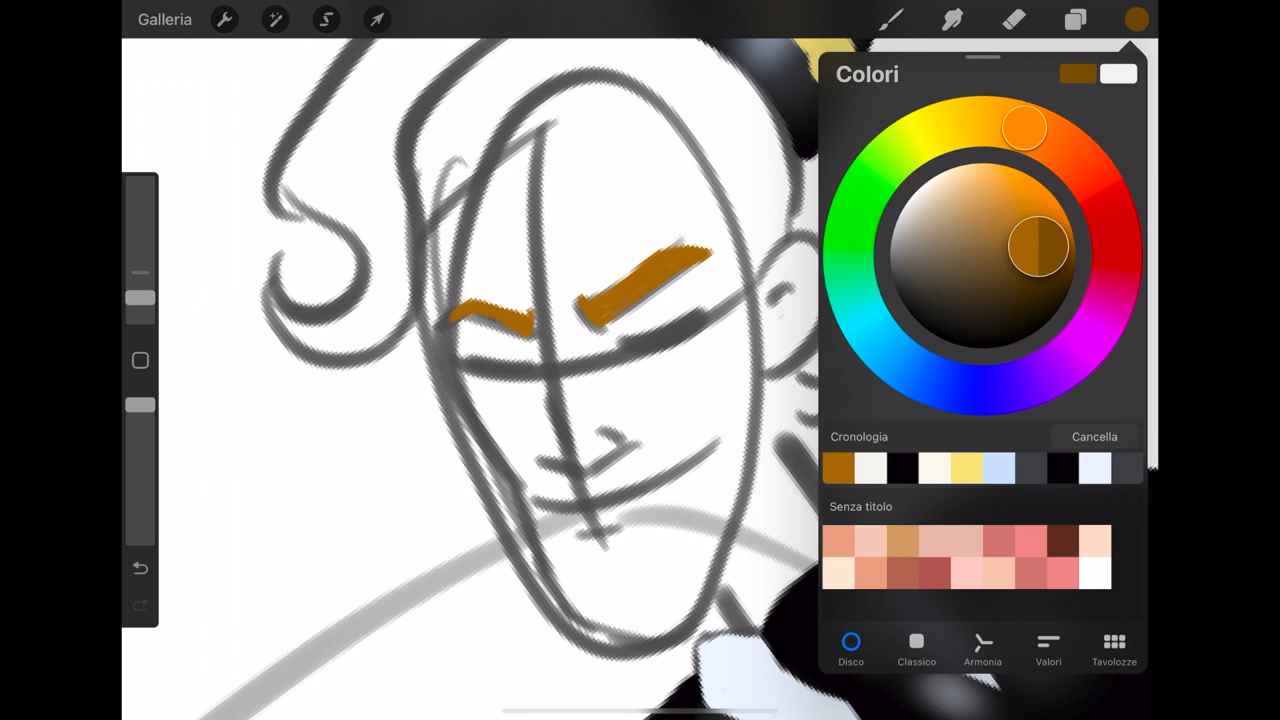 Galleria
Colori
Cronologia
Cancella
Senza titolo
Disco
Classico
Armonia
Valori
Tavolozze